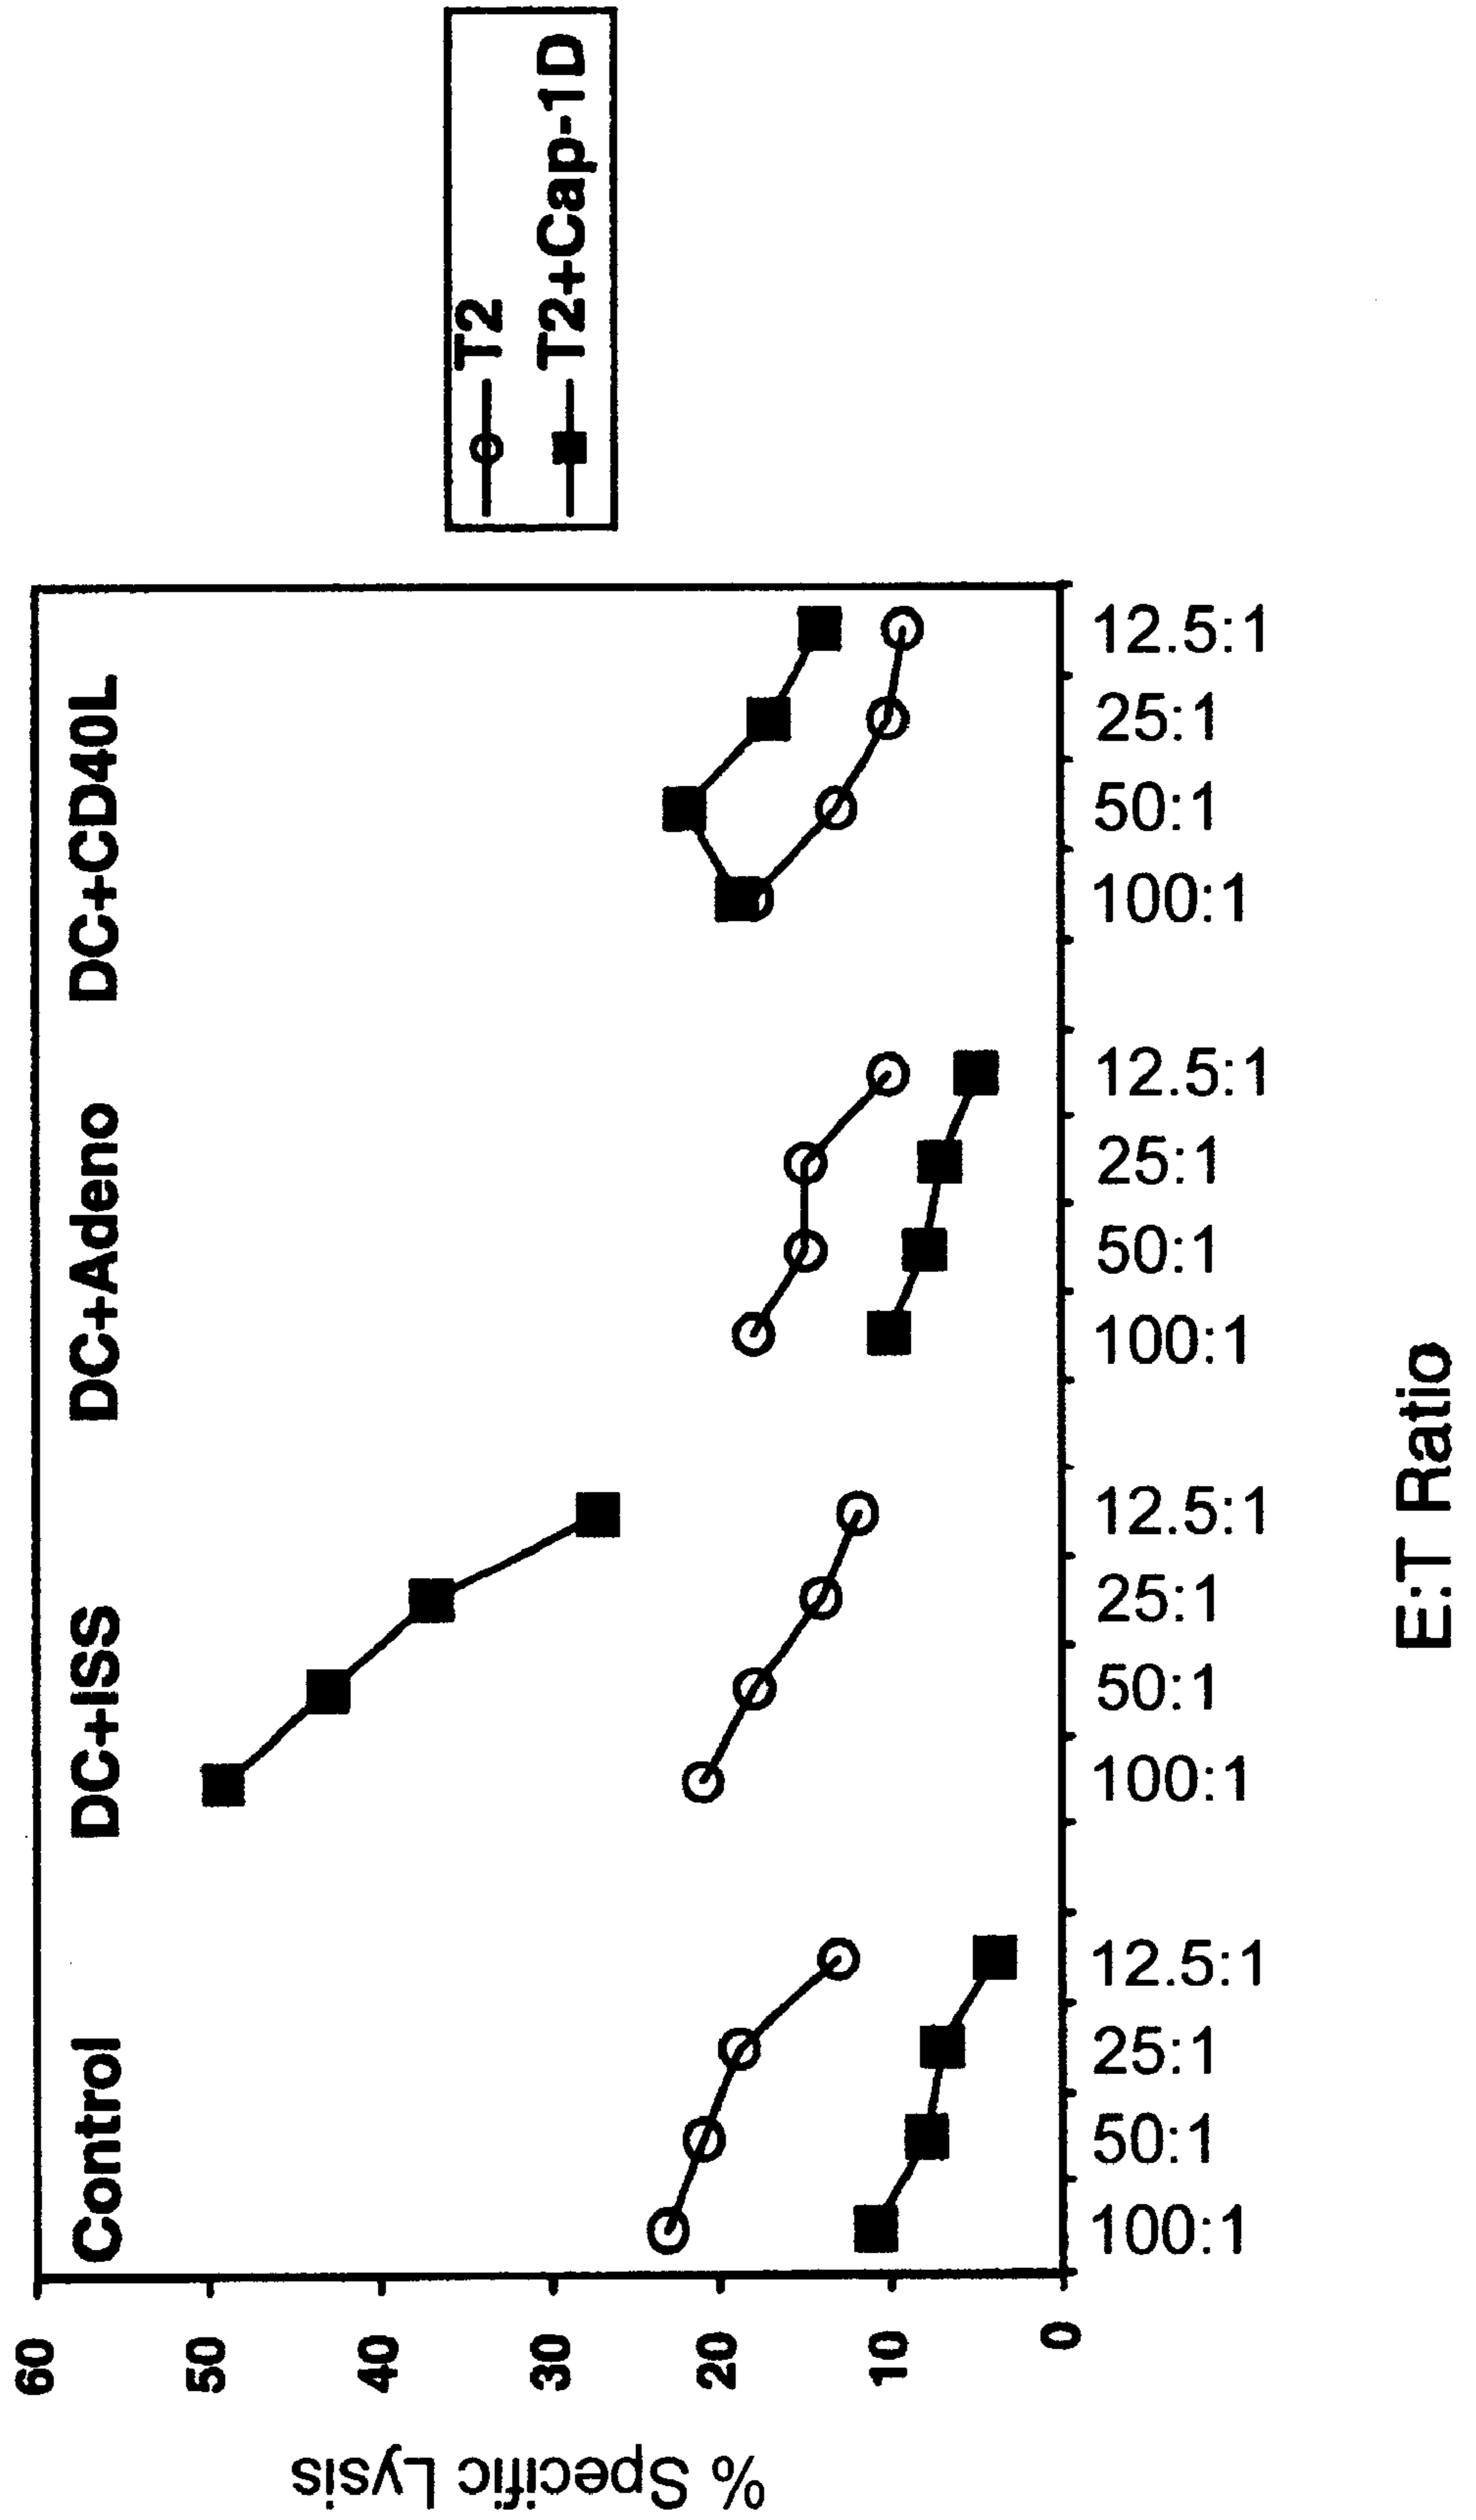 Control DC+ISS DC+Adeno DC+CD40L
60
50
40
30
20
10
0
% Specific Lysis
100:1 50:1 25:1 12.5:1 100:1 50:1 25:1 12.5:1 100:1 50:1 25:1 12.5:1 100:1 50:1 25:1 12.5:1
E:T Ratio
T2
T2+Cap-1D